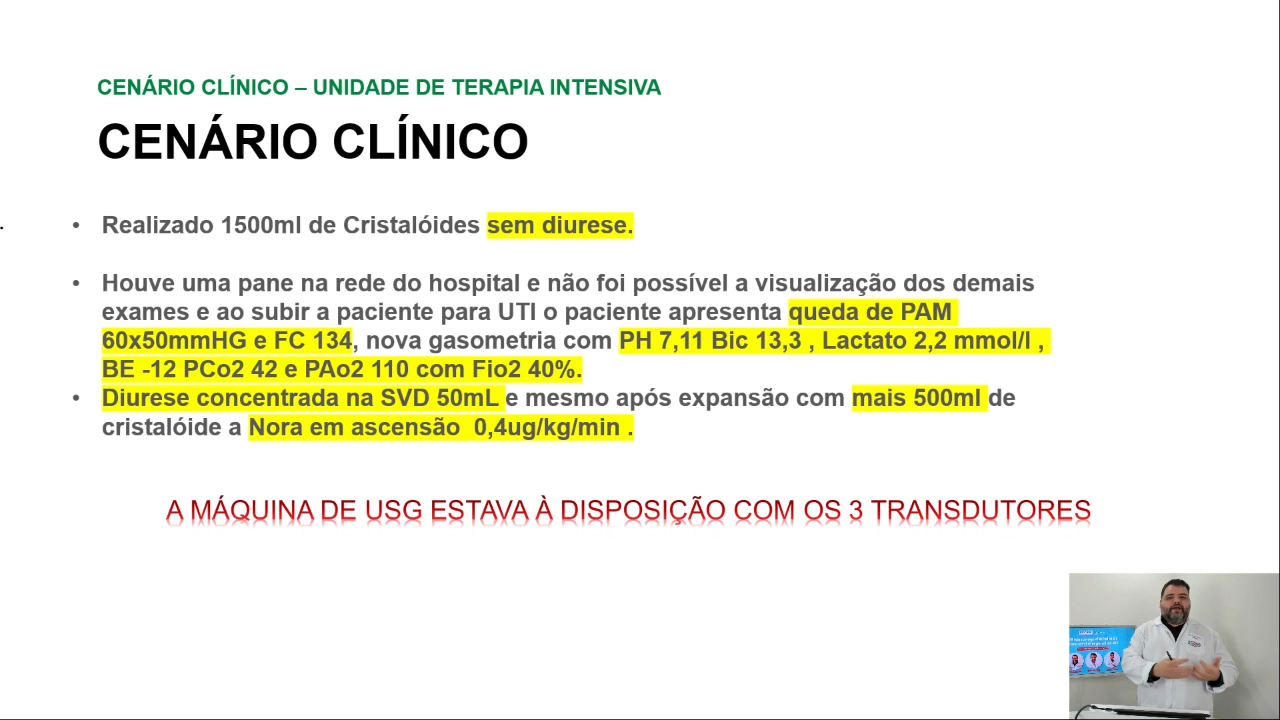 CENÁRIO CLÍNICO – UNIDADE DE TERAPIA INTENSIVA
CENÁRIO CLÍNICO
• Realizado 1500ml de Cristalóides sem diurese.
• Houve uma pane na rede do hospital e não foi possível a visualização dos demais
exames e ao subir a paciente para UTI o paciente apresenta queda de PAM
60x50mmHG e FC 134, nova gasometria com PH 7,11 Bic 13,3 , Lactato 2,2 mmol/l ,
BE -12 PCo2 42 e PAo2 110 com Fio2 40%.
• Diurese concentrada na SVD 50mL e mesmo após expansão com mais 500ml de
cristalóide a Nora em ascensão 0,4ug/kg/min .
A MÁQUINA DE USG ESTAVA À DISPOSIÇÃO COM OS 3 TRANSDUTORES